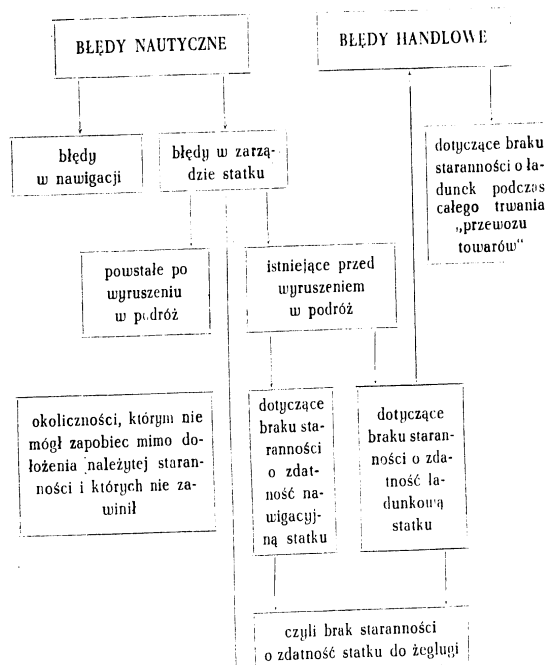 BŁĘDY NAUTYCZNE
BŁĘDY HANDLOWE
błędy
w nawigacji
błędy w zarzą-
dzie statku
dotyczące braku
staranności o ła-
dunek podczas
całego trwania
„przewozu
towarów“
powstałe po
wyruszeniu
w podróż
istniejące przed
wyruszeniem
w podróż
okoliczności, którym nie
mógł zapobiec mimo do-
łożenia należytej staran-
ności i których nie za-
winił
dotyczące
braku sta-
ranności
o zdat-
ność na-
wigacyj-
ną statku
dotyczące
braku staran-
ności o zda-
tność ła-
dunkową
statku
czyli brak staranności
o zdatność statku do żeglugi